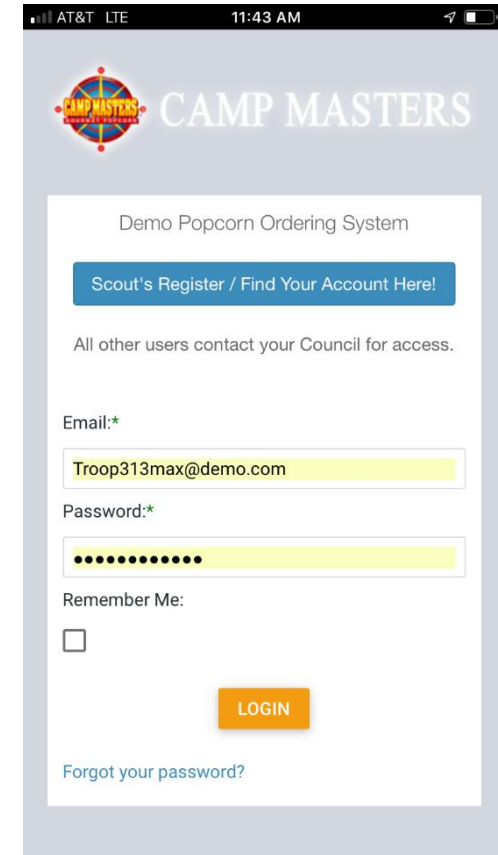 AT&T LTE 11:43 AM
CAMP MASTERS
GOURMET POPCORN
CAMP MASTERS
Demo Popcorn Ordering System
Scout's Register / Find Your Account Here!
All other users contact your Council for access.
Email:*
Troop313max@demo.com
Password:*
••••••••••••
Remember Me:
LOGIN
Forgot your password?